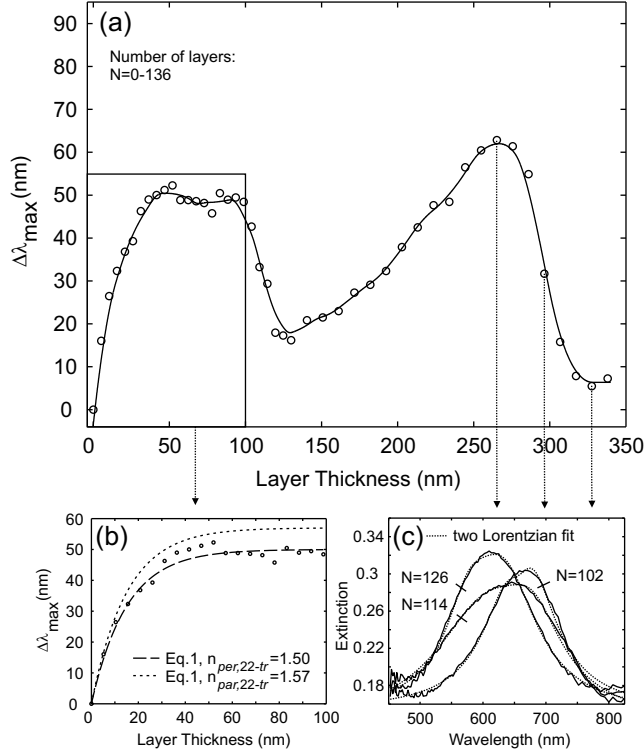 (a)
Number of layers:
N=0-136
90
80
70
60
50
40
30
20
10
0
Δλmax(nm)
0 50 100 150 200 250 300 350
Layer Thickness (nm)
(b)
60
50
40
30
20
10
0
Δλmax(nm)
Eq.1, nper,22-tr=1.50
Eq.1, npar,22-tr=1.57
0 20 40 60 80 100
Layer Thickness (nm)
(c)
two Lorentzian fit
0.32
0.28
0.24
0.20
0.18
Extinction
N=126
N=102
N=114
500 600 700 800
Wavelength (nm)